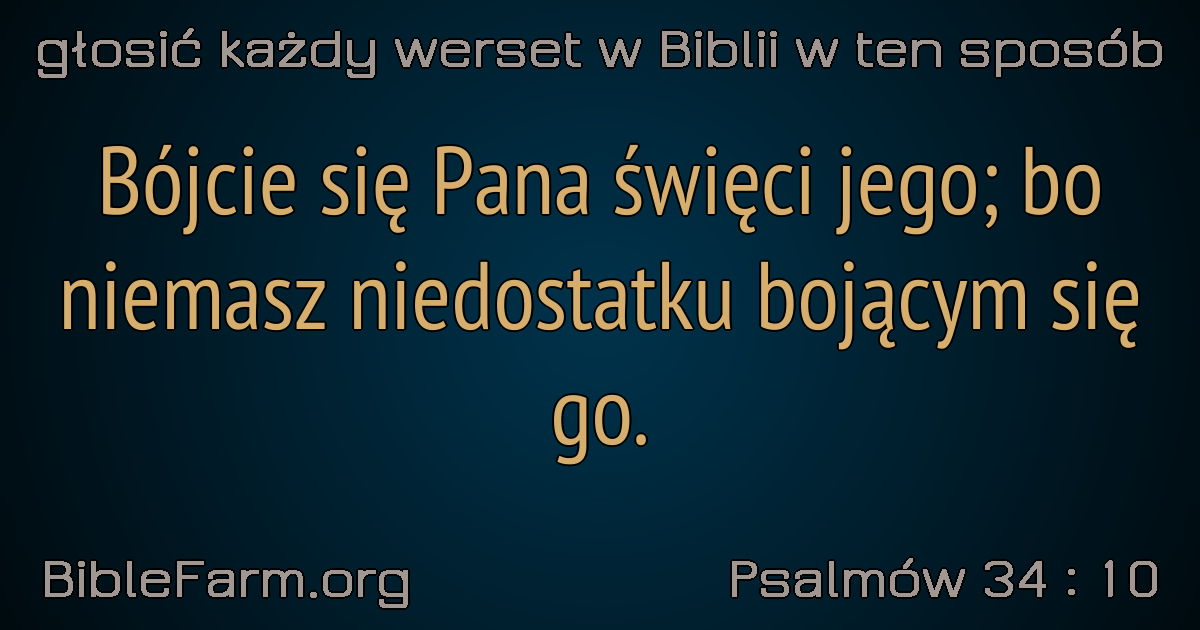 głosić każdy werset w Biblii w ten sposób
Bójcie się Pana święci jego; bo
niemasz niedostatku bojącym się
go.
BibleFarm.org
Psalmów 34 : 10